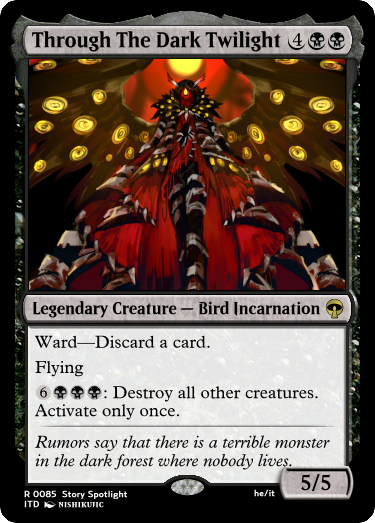 Through The Dark Twilight 4
Legendary Creature — Bird Incarnation
Ward—Discard a card.
Flying
6: Destroy all other creatures.
Activate only once.
Rumors say that there is a terrible monster
in the dark forest where nobody lives.
5/5
R 0085 Story Spotlight he/it
ITD NISHIKUJIC